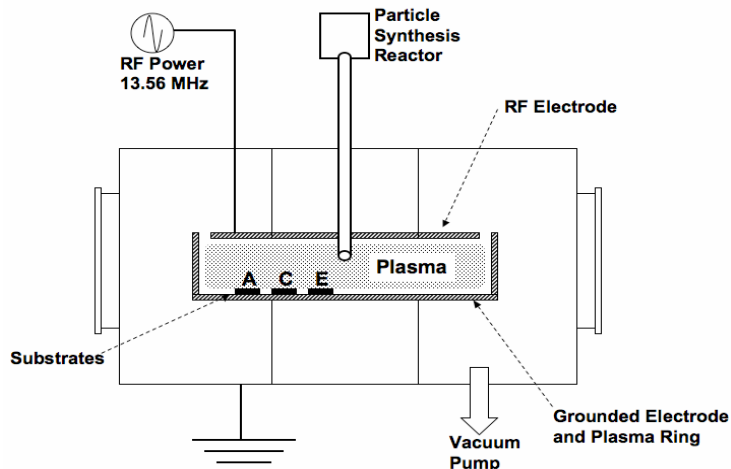 Particle
Synthesis
Reactor
RF Power
13.56 MHz
RF Electrode
Plasma
A C E
Substrates
Grounded Electrode
and Plasma Ring
Vacuum
Pump